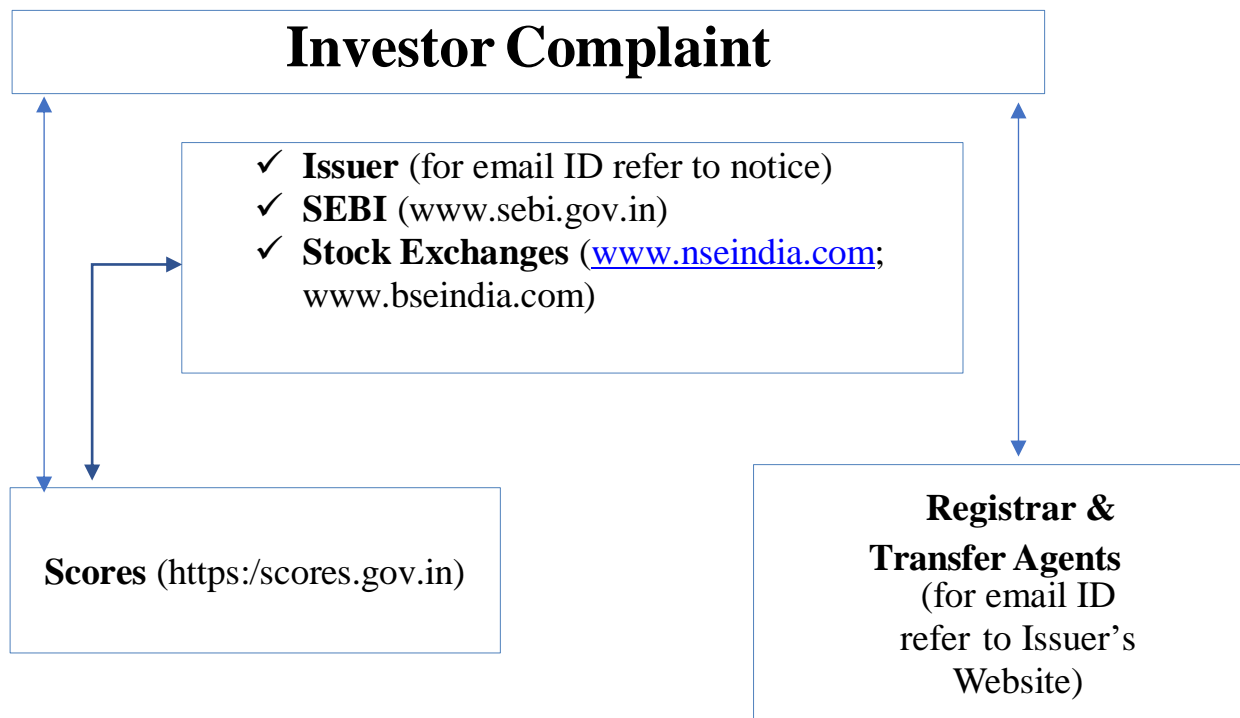 Investor Complaint
✓ Issuer (for email ID refer to notice)
✓ SEBI (www.sebi.gov.in)
✓ Stock Exchanges (www.nseindia.com;
www.bseindia.com)
Scores (https:/scores.gov.in)
Registrar &
Transfer Agents
(for email ID
refer to Issuer’s
Website)